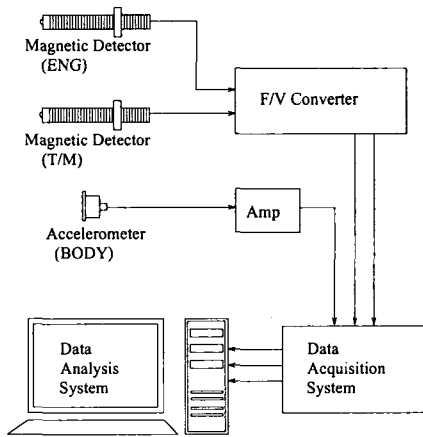 Magnetic Detector
(ENG)
F/V Converter
Magnetic Detector
(T/M)
Amp
Accelerometer
(BODY)
Data
Analysis
System
Data
Acquisition
System